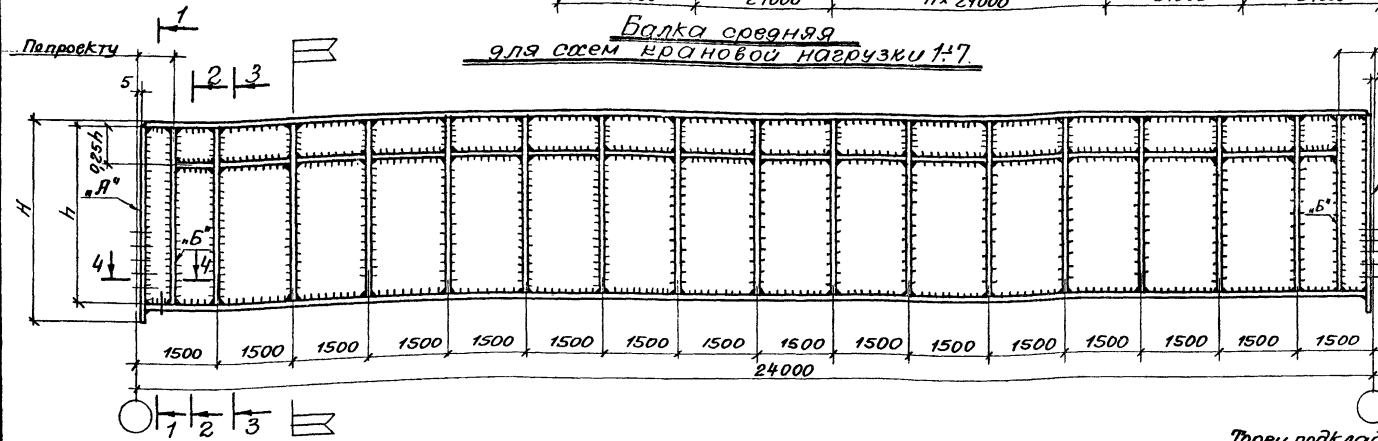 24000
п×24000
Балка средняя
для схем крановой нагрузки 1÷7.
1
По проекту
2 3
5
0,25h
"А"
H
h
"Б"
"Б"
4 4
1500 1500 1500 1500 1500 1500 1500 1500 1600 1500 1500 1500 1500 1500 1500 1500
24000
1 2 3
Торец подклад